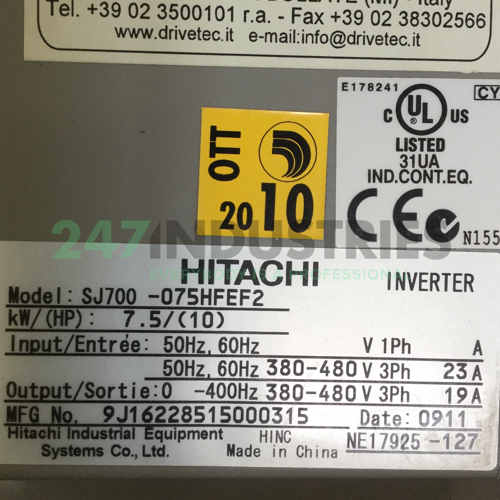 Tel. +39 02 3500101 r.a. - Fax +39 02 38302566
www.drivetec.it e-mail:info@drivetec.it
E178241
CY
C UL US
LISTED
31UA
IND.CONT.EQ.
CE
N155
OTT
2010
247INDUSTRIES
HITACHI INVERTER
Model: SJ700 -075HFEF2
kW/(HP): 7.5/(10)
Input/Entrée: 50Hz, 60Hz V 1Ph A
50Hz, 60Hz 380-480 V 3Ph 23 A
Output/Sortie:0 -400Hz 380-480 V 3Ph 19 A
MFG No. 9J16228515000315 Date: 0911
Hitachi Industrial Equipment Systems Co., Ltd. HINC Made in China NE17925 -127